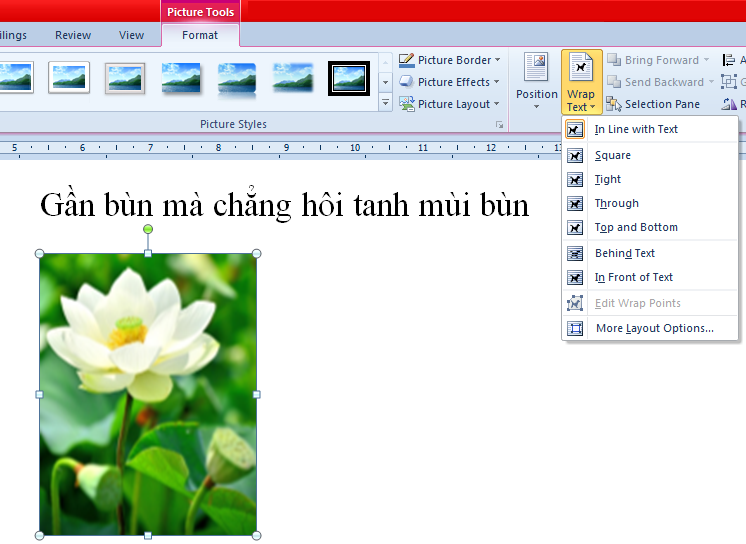 Picture Tools
ilings Review View Format
Picture Border
Picture Effects
Picture Layout
Position
Wrap Text
Bring Forward
Send Backward
Selection Pane
A
G
R
Picture Styles
5 6 7 8 9 10 11 12 13
In Line with Text
Square
Tight
Through
Top and Bottom
Behind Text
In Front of Text
Edit Wrap Points
More Layout Options...
Gần bùn mà chẳng hôi tanh mùi bùn